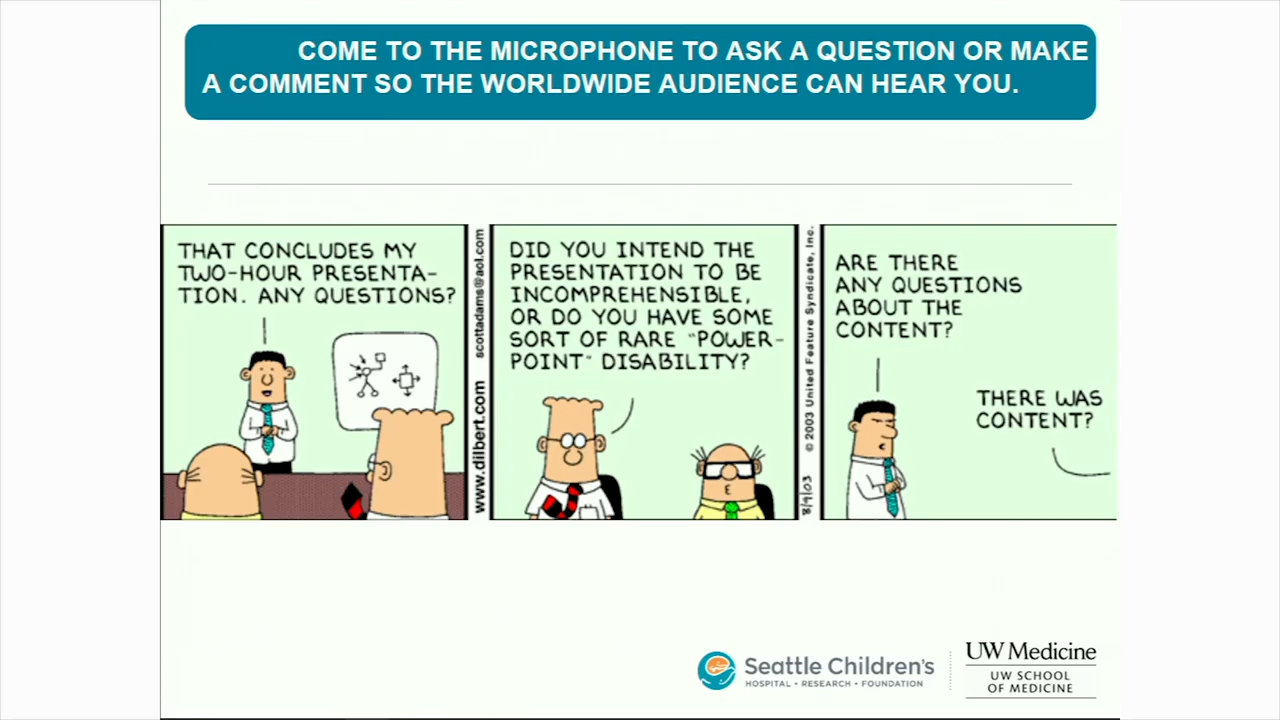 COME TO THE MICROPHONE TO ASK A QUESTION OR MAKE
A COMMENT SO THE WORLDWIDE AUDIENCE CAN HEAR YOU.
THAT CONCLUDES MY
TWO-HOUR PRESENTA-
TION. ANY QUESTIONS?
www.dilbert.com scottadams@aol.com
DID YOU INTEND THE
PRESENTATION TO BE
INCOMPREHENSIBLE,
OR DO YOU HAVE SOME
SORT OF RARE "POWER-
POINT" DISABILITY?
8/9/03 © 2003 United Feature Syndicate, Inc.
ARE THERE
ANY QUESTIONS
ABOUT THE
CONTENT?
THERE WAS
CONTENT?
Seattle Children's
HOSPITAL • RESEARCH • FOUNDATION
UW Medicine
UW SCHOOL
OF MEDICINE